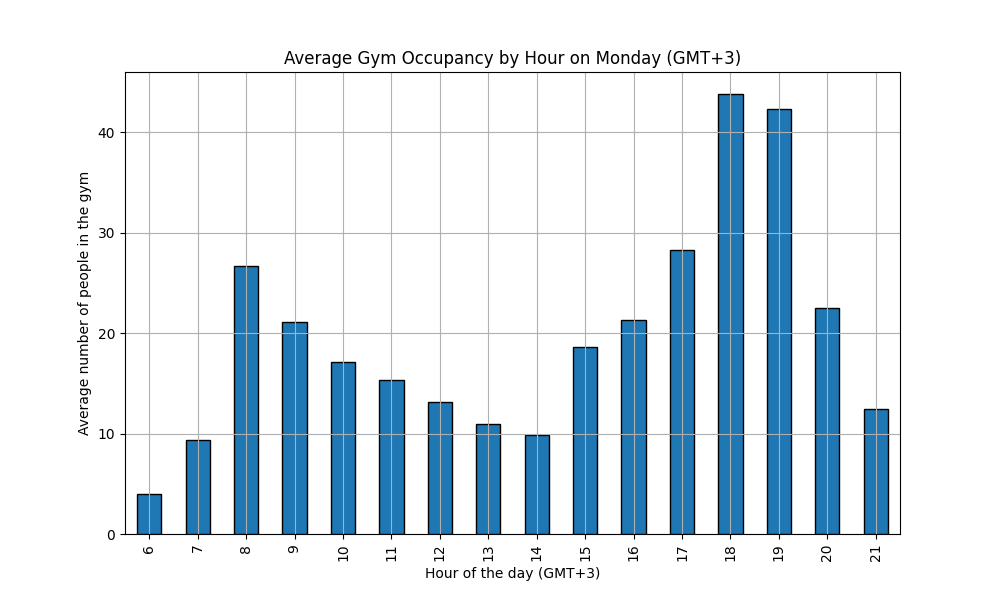 Average Gym Occupancy by Hour on Monday (GMT+3)
Average number of people in the gym
40
30
20
10
0
6 7 8 9 10 11 12 13 14 15 16 17 18 19 20 21
Hour of the day (GMT+3)